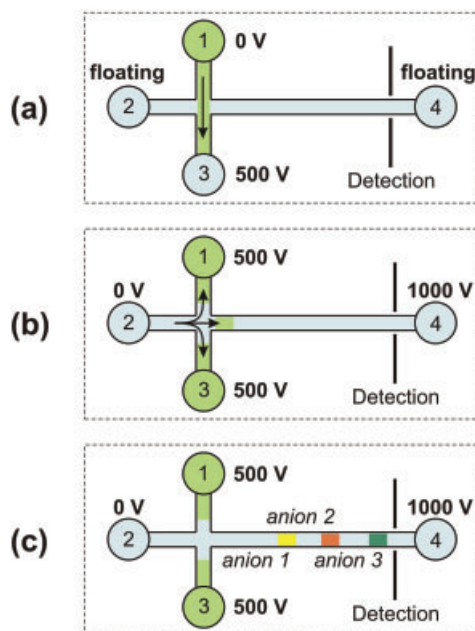 (a)
1
0 V
floating
floating
2
4
3
500 V
Detection
(b)
1
500 V
0 V
1000 V
2
4
3
500 V
Detection
(c)
1
500 V
0 V
anion 2
1000 V
2
4
anion 1
anion 3
3
500 V
Detection